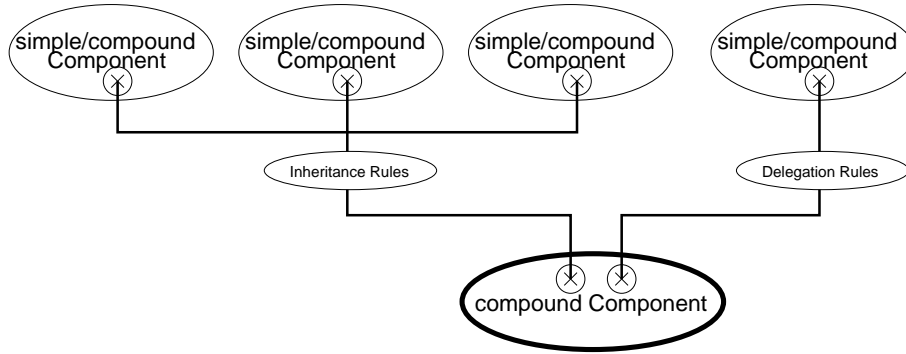 simple/compound
Component
simple/compound
Component
simple/compound
Component
simple/compound
Component
Inheritance Rules
Delegation Rules
compound Component